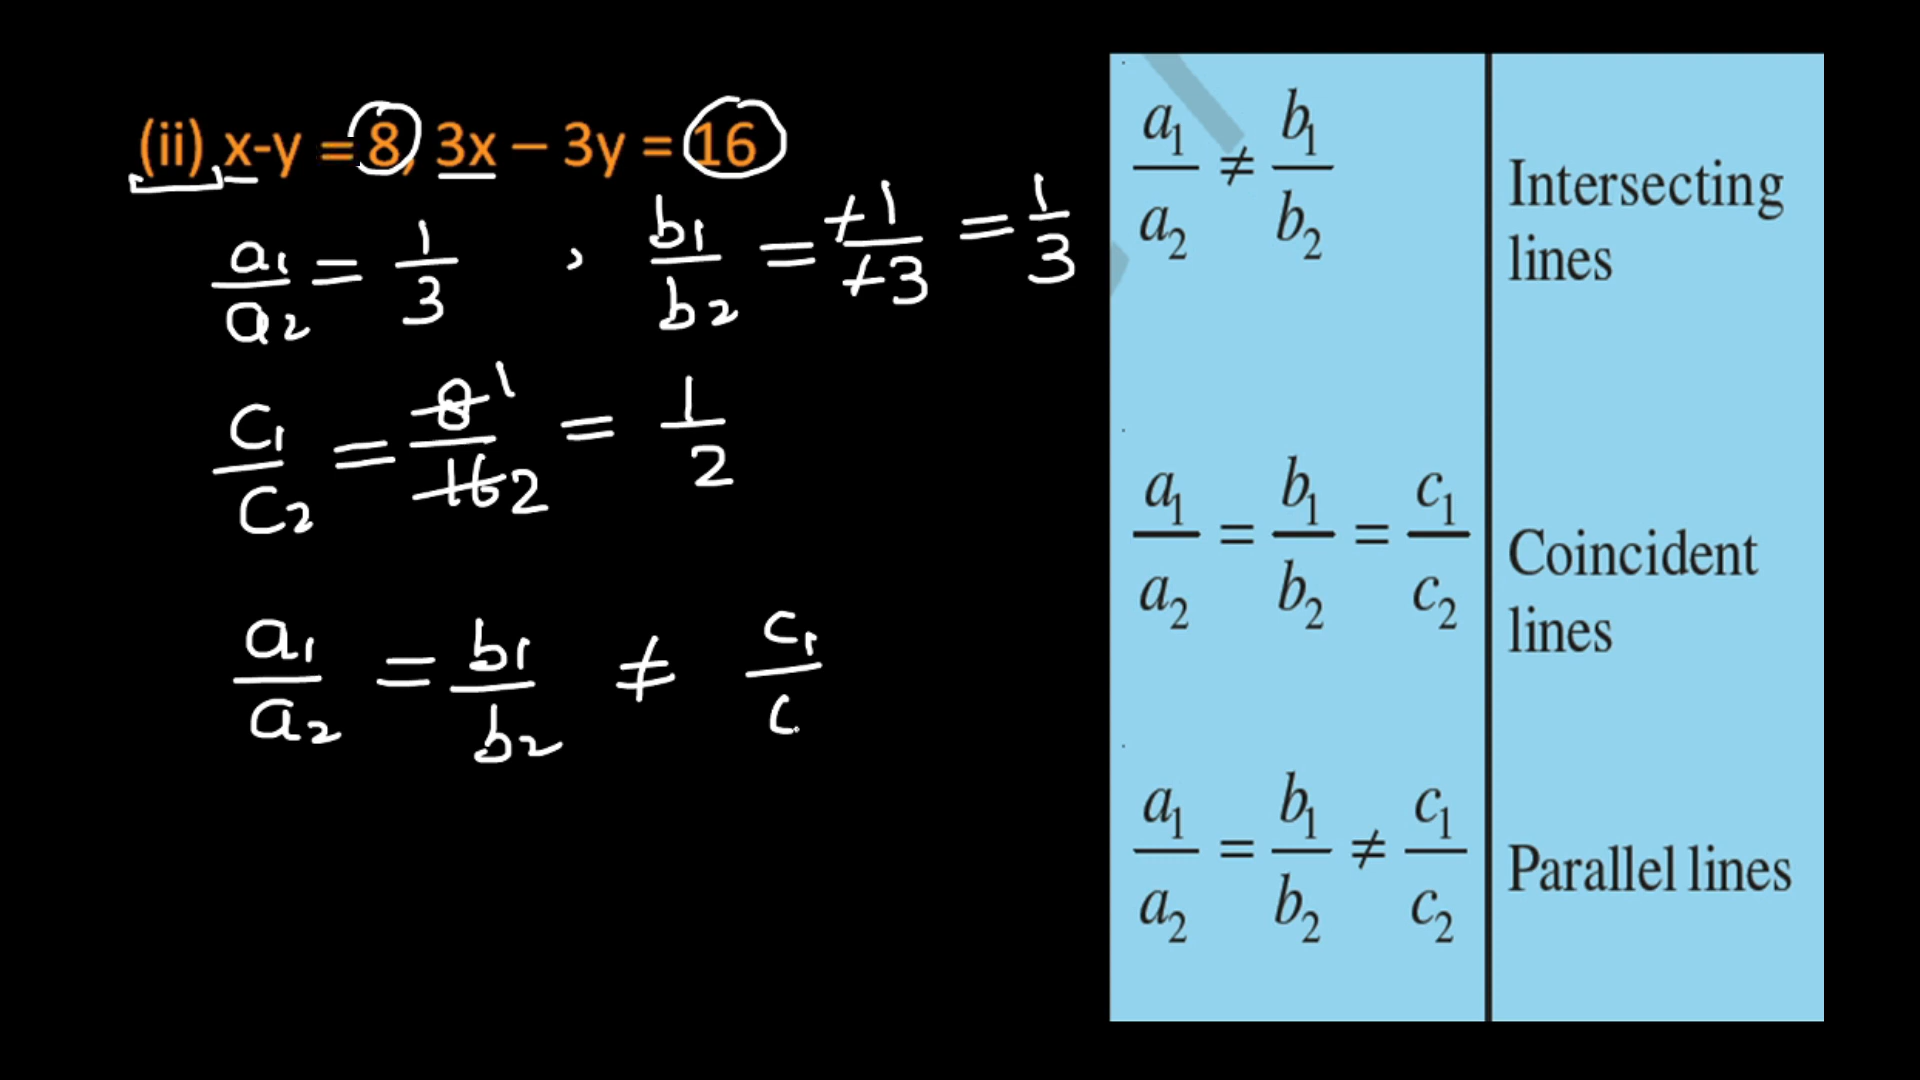 (ii) x-y = 8, 3x – 3y = 16
a1/a2 = 1/3 , b1/b2 = -1/-3 = 1/3
c1/c2 = 8 1/16 2 = 1/2
a1/a2 = b1/b2 ≠ c1/c
a1/a2 ≠ b1/b2 Intersecting
lines
a1/a2 = b1/b2 = c1/c2 Coincident
lines
a1/a2 = b1/b2 ≠ c1/c2 Parallel lines